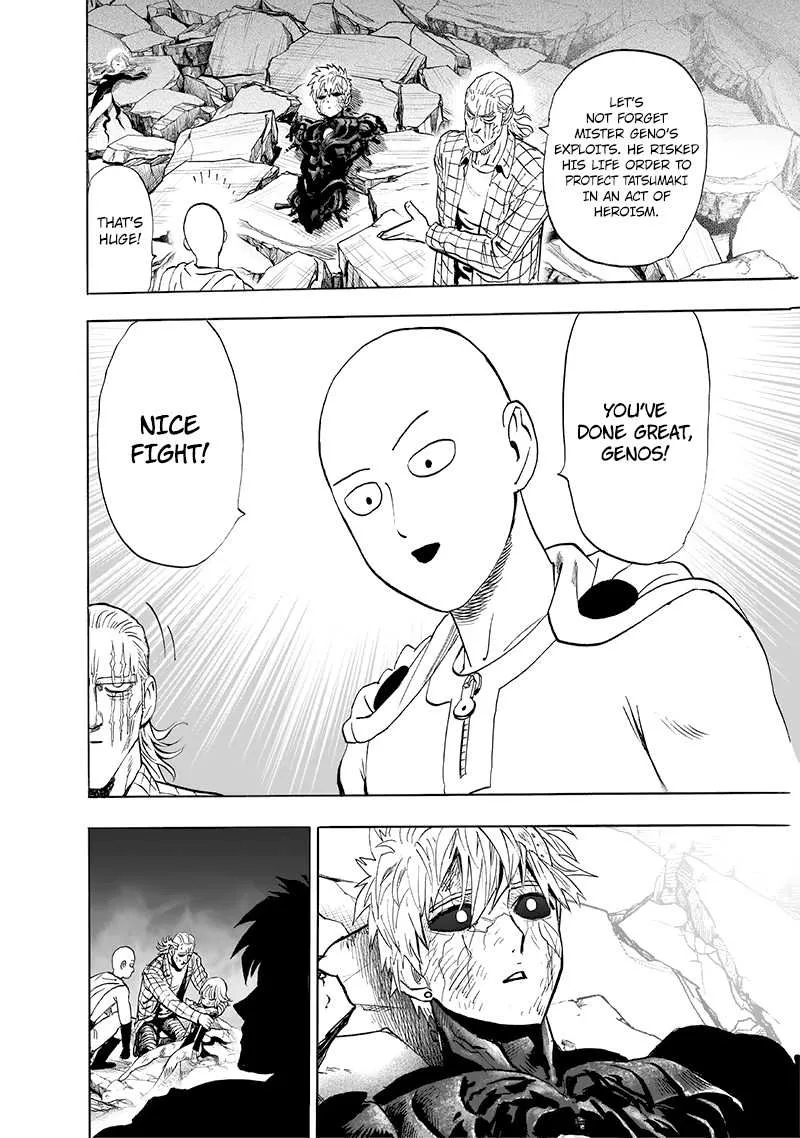 LET'S
NOT FORGET
MISTER GENO'S
EXPLOITS. HE RISKED
HIS LIFE ORDER TO
PROTECT TATSUMAKI
IN AN ACT OF
HEROISM.
THAT'S
HUGE!
YOU'VE
DONE GREAT,
GENOS!
NICE
FIGHT!